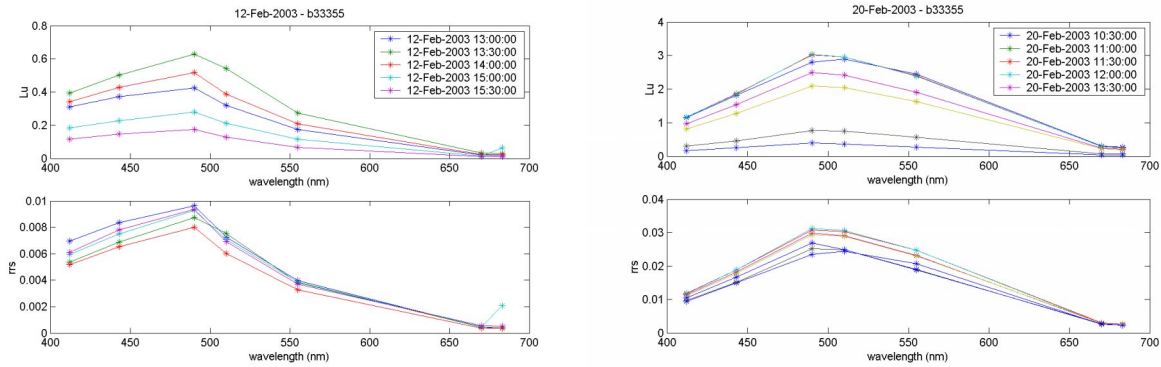 12-Feb-2003 - b33355
0.8
0.6
0.4
0.2
0
Lu
12-Feb-2003 13:00:00
12-Feb-2003 13:30:00
12-Feb-2003 14:00:00
12-Feb-2003 15:00:00
12-Feb-2003 15:30:00
400 450 500 550 600 650 700
wavelength (nm)
0.01
0.008
0.006
0.004
0.002
0
rrs
400 450 500 550 600 650 700
wavelength (nm)
20-Feb-2003 - b33355
4
3
2
1
0
Lu
20-Feb-2003 10:30:00
20-Feb-2003 11:00:00
20-Feb-2003 11:30:00
20-Feb-2003 12:00:00
20-Feb-2003 13:30:00
450 500 550 600 650 700
wavelength (nm)
0.04
0.03
0.02
0.01
0
rrs
450 500 550 600 650 700
wavelength (nm)